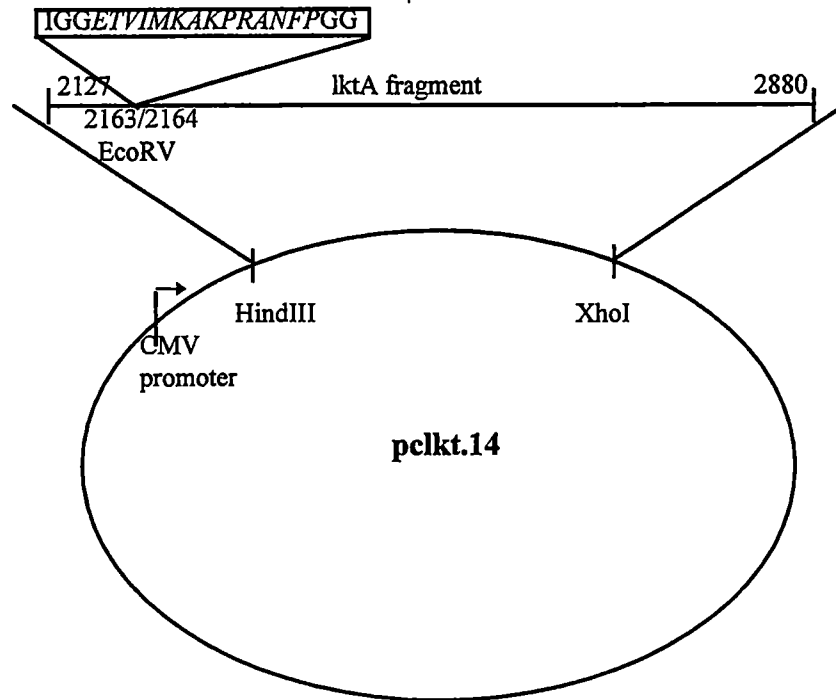 IGGETVIMKAKPRANFPGG
2127 lktA fragment 2880
2163/2164
EcoRV
HindIII XhoI
CMV
promoter
pclkt.14